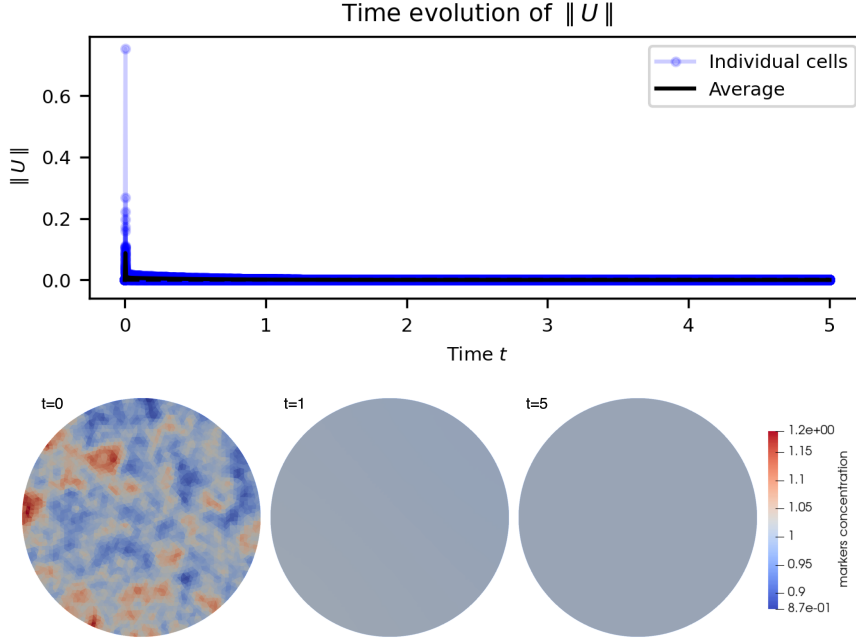 Time evolution of ∥U∥
Individual cells
Average
0.6
0.4
0.2
0.0
∥U∥
0 1 2 3 4 5
Time t
t=0 t=1 t=5
1.2e+00
1.15
1.1
1.05
1
0.95
0.9
8.7e-01
markers concentration